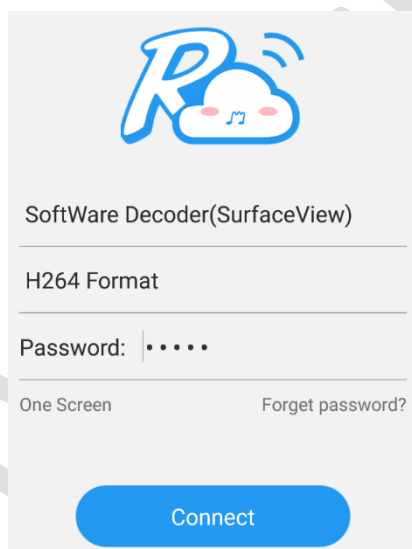 R
SoftWare Decoder(SurfaceView)
H264 Format
Password: •••••
One Screen Forget password?
Connect